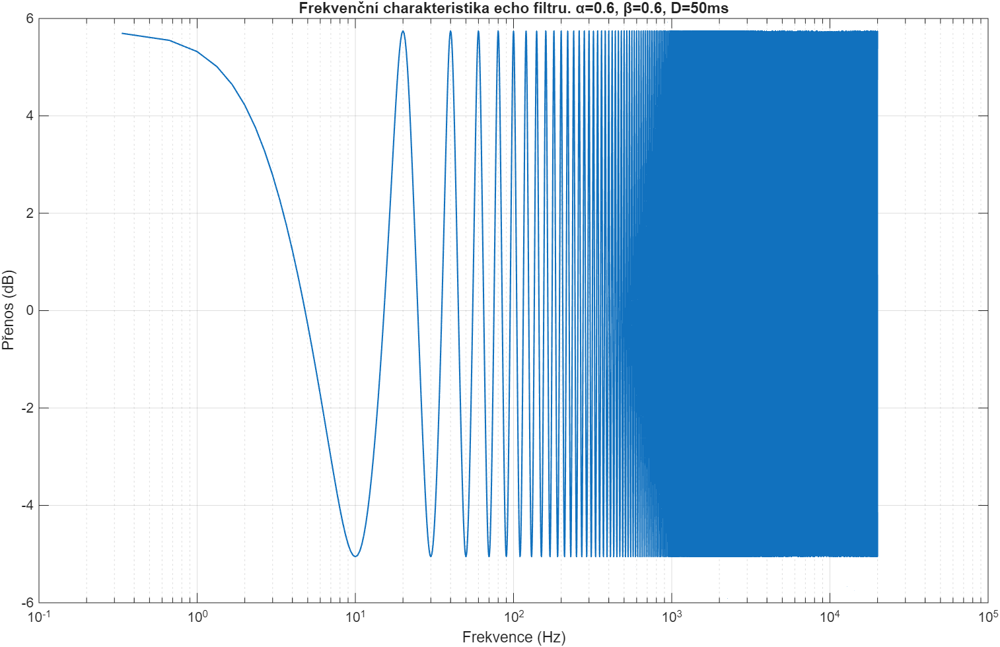 Frekvenční charakteristika echo filtru. α=0.6, β=0.6, D=50ms
6
4
2
0
-2
-4
-6
Přenos (dB)
10⁻¹ 10⁰ 10¹ 10² 10³ 10⁴ 10⁵
Frekvence (Hz)